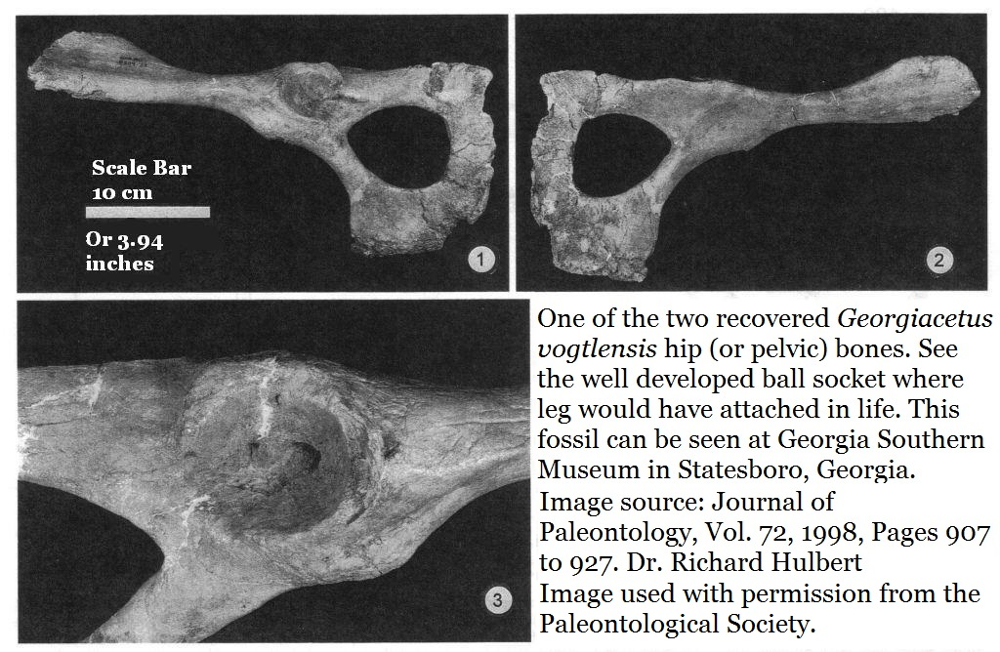 Scale Bar
10 cm
Or 3.94
inches
1
2
3
One of the two recovered Georgiacetus
vogtlensis hip (or pelvic) bones. See
the well developed ball socket where
leg would have attached in life. This
fossil can be seen at Georgia Southern
Museum in Statesboro, Georgia.
Image source: Journal of
Paleontology, Vol. 72, 1998, Pages 907
to 927. Dr. Richard Hulbert
Image used with permission from the
Paleontological Society.